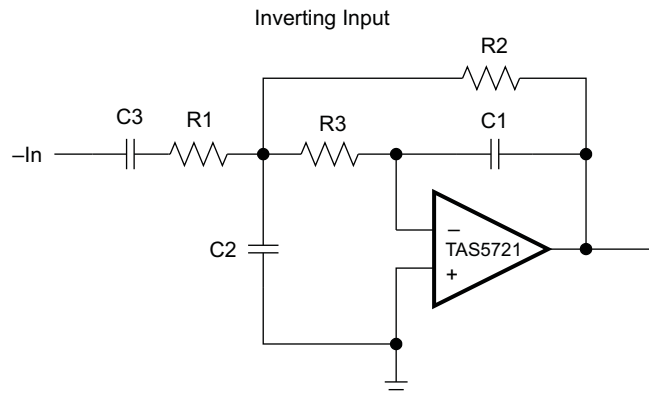 Inverting Input
R2
C3
R1
R3
C1
–In
C2
–
TAS5721
+